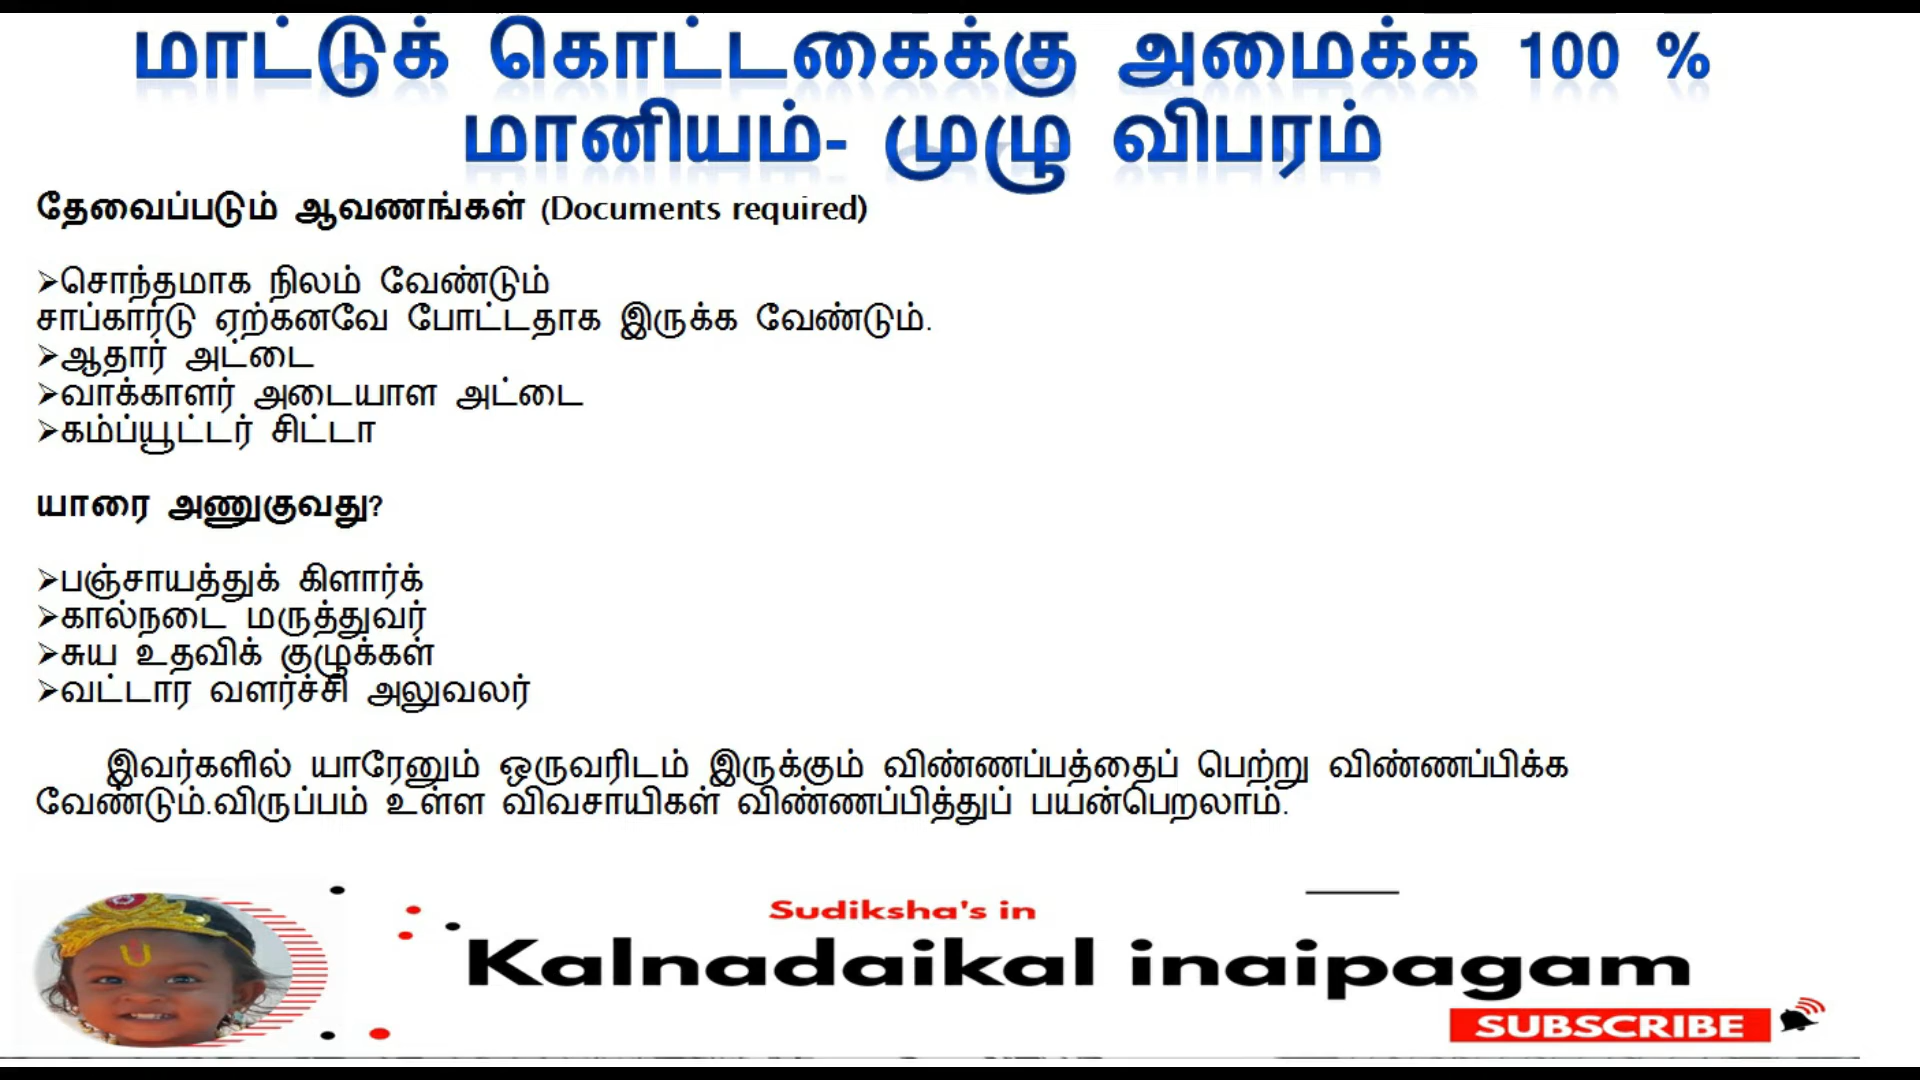 மாட்டுக் கொட்டகைக்கு அமைக்க 100 %
மானியம்- முழு விபரம்
தேவைப்படும் ஆவணங்கள் (Documents required)
➢சொந்தமாக நிலம் வேண்டும்
சாப்கார்டு ஏற்கனவே போட்டதாக இருக்க வேண்டும்.
➢ஆதார் அட்டை
➢வாக்காளர் அடையாள அட்டை
➢கம்ப்யூட்டர் சிட்டா
யாரை அணுகுவது?
➢பஞ்சாயத்துக் கிளார்க்
➢கால்நடை மருத்துவர்
➢சுய உதவிக் குழுக்கள்
➢வட்டார வளர்ச்சி அலுவலர்
இவர்களில் யாரேனும் ஒருவரிடம் இருக்கும் விண்ணப்பத்தைப் பெற்று விண்ணப்பிக்க
வேண்டும்.விருப்பம் உள்ள விவசாயிகள் விண்ணப்பித்துப் பயன்பெறலாம்.
Sudiksha's in
Kalnadaikal inaipagam
SUBSCRIBE